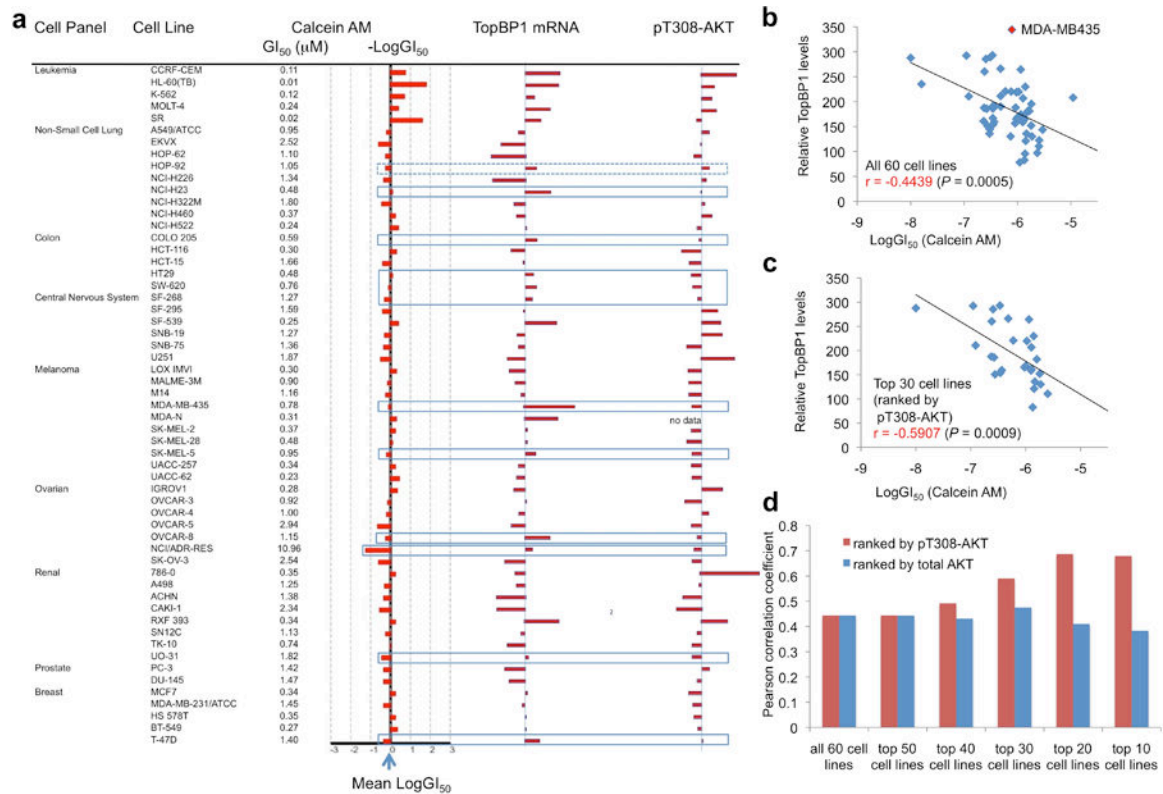 a
Cell Panel Cell Line Calcein AM TopBP1 mRNA pT308-AKT
GI50 (µM) -LogGI50
Leukemia CCRF-CEM 0.11
HL-60(TB) 0.01
K-562 0.12
MOLT-4 0.24
SR 0.02
Non-Small Cell Lung A549/ATCC 0.95
EKVX 2.52
HOP-62 1.10
HOP-92 1.05
NCI-H226 1.34
NCI-H23 0.48
NCI-H322M 1.80
NCI-H460 0.37
NCI-H522 0.24
Colon COLO 205 0.59
HCT-116 0.30
HCT-15 1.66
HT29 0.48
SW-620 0.76
Central Nervous System SF-268 1.27
SF-295 1.59
SF-539 0.25
SNB-19 1.27
SNB-75 1.36
U251 1.87
Melanoma LOX IMVI 0.30
MALME-3M 0.90
M14 1.16
MDA-MB-435 0.78
MDA-N 0.31 no data
SK-MEL-2 0.37
SK-MEL-28 0.48
SK-MEL-5 0.95
UACC-257 0.34
UACC-62 0.23
Ovarian IGROV1 0.28
OVCAR-3 0.92
OVCAR-4 1.00
OVCAR-5 2.94
OVCAR-8 1.15
NCI/ADR-RES 10.96
SK-OV-3 2.54
Renal 786-0 0.35
A498 1.25
ACHN 1.38
CAKI-1 2.34 2
RXF 393 0.34
SN12C 1.13
TK-10 0.74
UO-31 1.82
Prostate PC-3 1.42
DU-145 1.47
Breast MCF7 0.34
MDA-MB-231/ATCC 1.45
HS 578T 0.35
BT-549 0.27
T-47D 1.40
-3 -2 -1 0 1 2 3
Mean LogGI50
b
MDA-MB435
Relative TopBP1 levels
350
300
250
200
150
100
50
0
All 60 cell lines
r = -0.4439 (P = 0.0005)
-9 -8 -7 -6 -5
LogGI50 (Calcein AM)
c
Relative TopBP1 levels
350
300
250
200
150
100
50
0
Top 30 cell lines
(ranked by
pT308-AKT)
r = -0.5907 (P = 0.0009)
-9 -8 -7 -6 -5
LogGI50 (Calcein AM)
d
Pearson correlation coefficient
0.8
0.7
0.6
0.5
0.4
0.3
0.2
0.1
0
ranked by pT308-AKT
ranked by total AKT
all 60 cell lines
top 50 cell lines
top 40 cell lines
top 30 cell lines
top 20 cell lines
top 10 cell lines